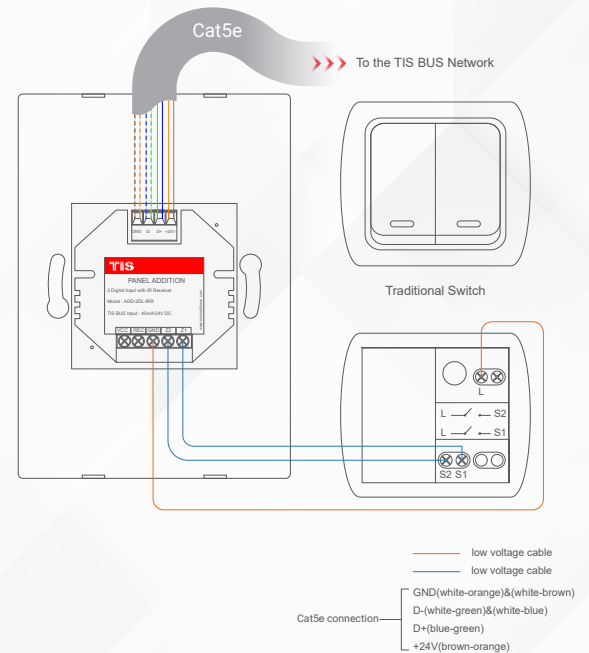 Cat5e
To the TIS BUS Network
GND D- D+ +24V
TIS
PANEL ADDITION
2 Digital Input with IR Receiver
Model : ADD-2DL-IRR
TIS BUS Input : 45mA/24V DC
VCC REC GND Z2 Z1
Traditional Switch
L
L S2
L S1
S2 S1
low voltage cable
low voltage cable
Cat5e connection
GND(white-orange)&(white-brown)
D-(white-green)&(white-blue)
D+(blue-green)
+24V(brown-orange)